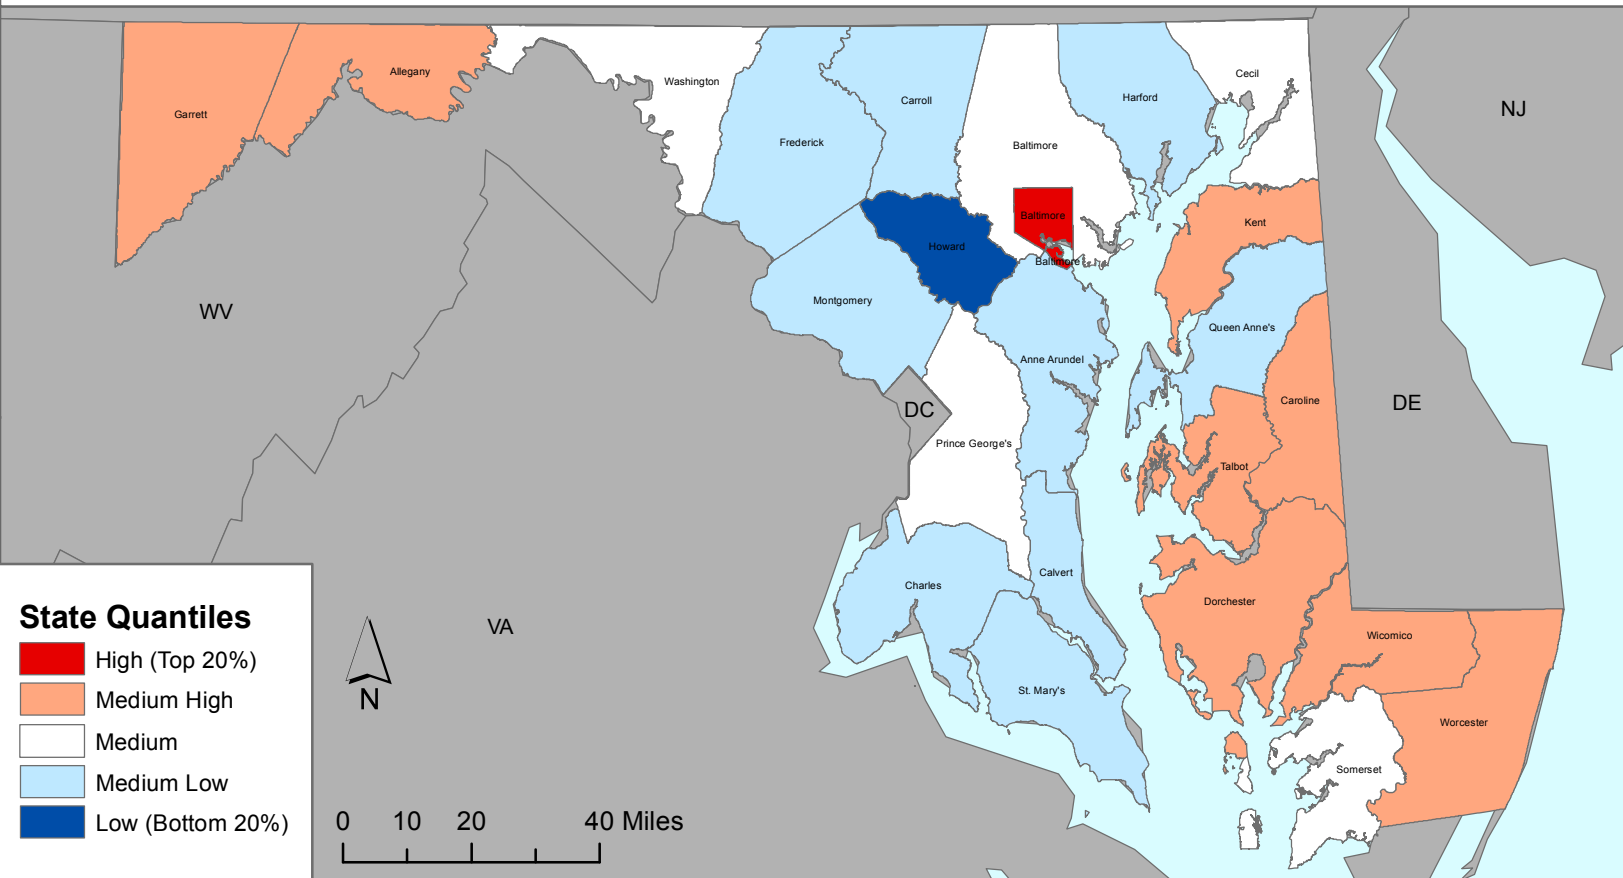 Garrett
Allegany
Washington
Frederick
Carroll
Baltimore
Harford
Cecil
NJ
Baltimore
Baltimore
Howard
Kent
Montgomery
WV
Queen Anne's
Anne Arundel
Caroline
DC
DE
Prince George's
Talbot
Calvert
Charles
Dorchester
VA
Wicomico
St. Mary's
Worcester
Somerset
State Quantiles
High (Top 20%)
Medium High
Medium
Medium Low
Low (Bottom 20%)
N
0 10 20 40 Miles